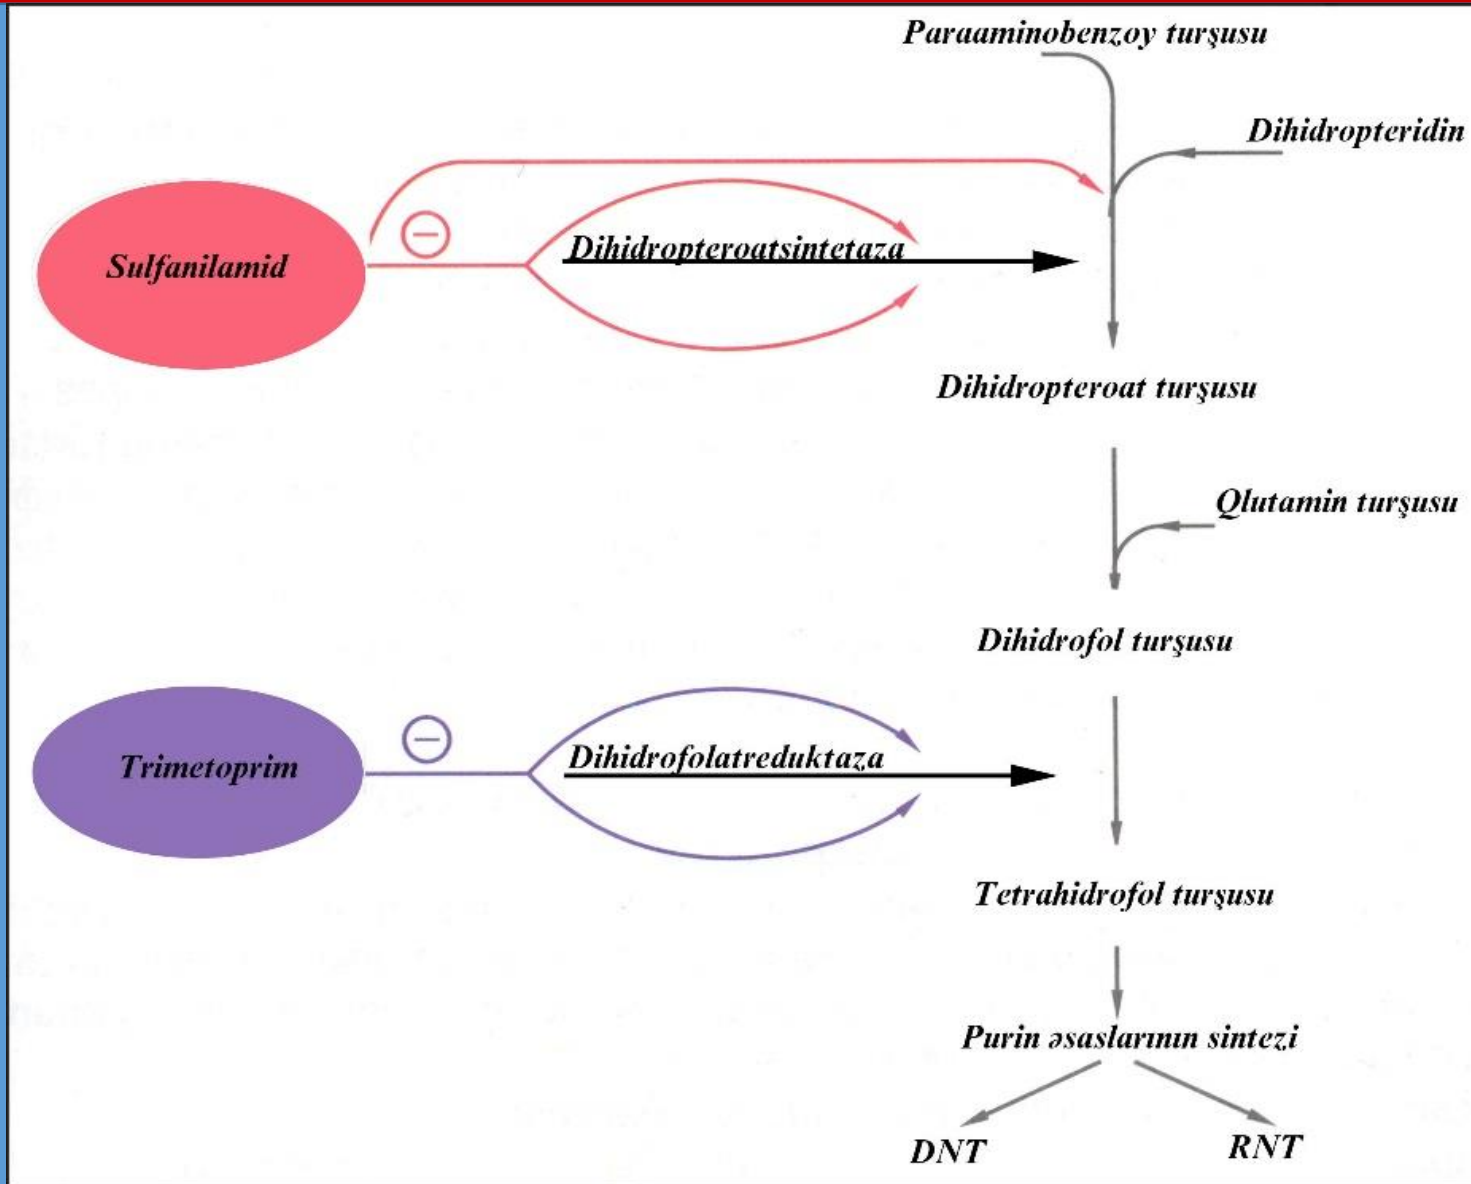 Paraaminobenzoy turşusu
Dihidropteridin
Sulfanilamid
Dihidropteroatsintetaza
Dihidropteroat turşusu
Qlutamin turşusu
Dihidrofol turşusu
Trimetoprim
Dihidrofolatreduktaza
Tetrahidrofol turşusu
Purin əsaslarının sintezi
DNT
RNT